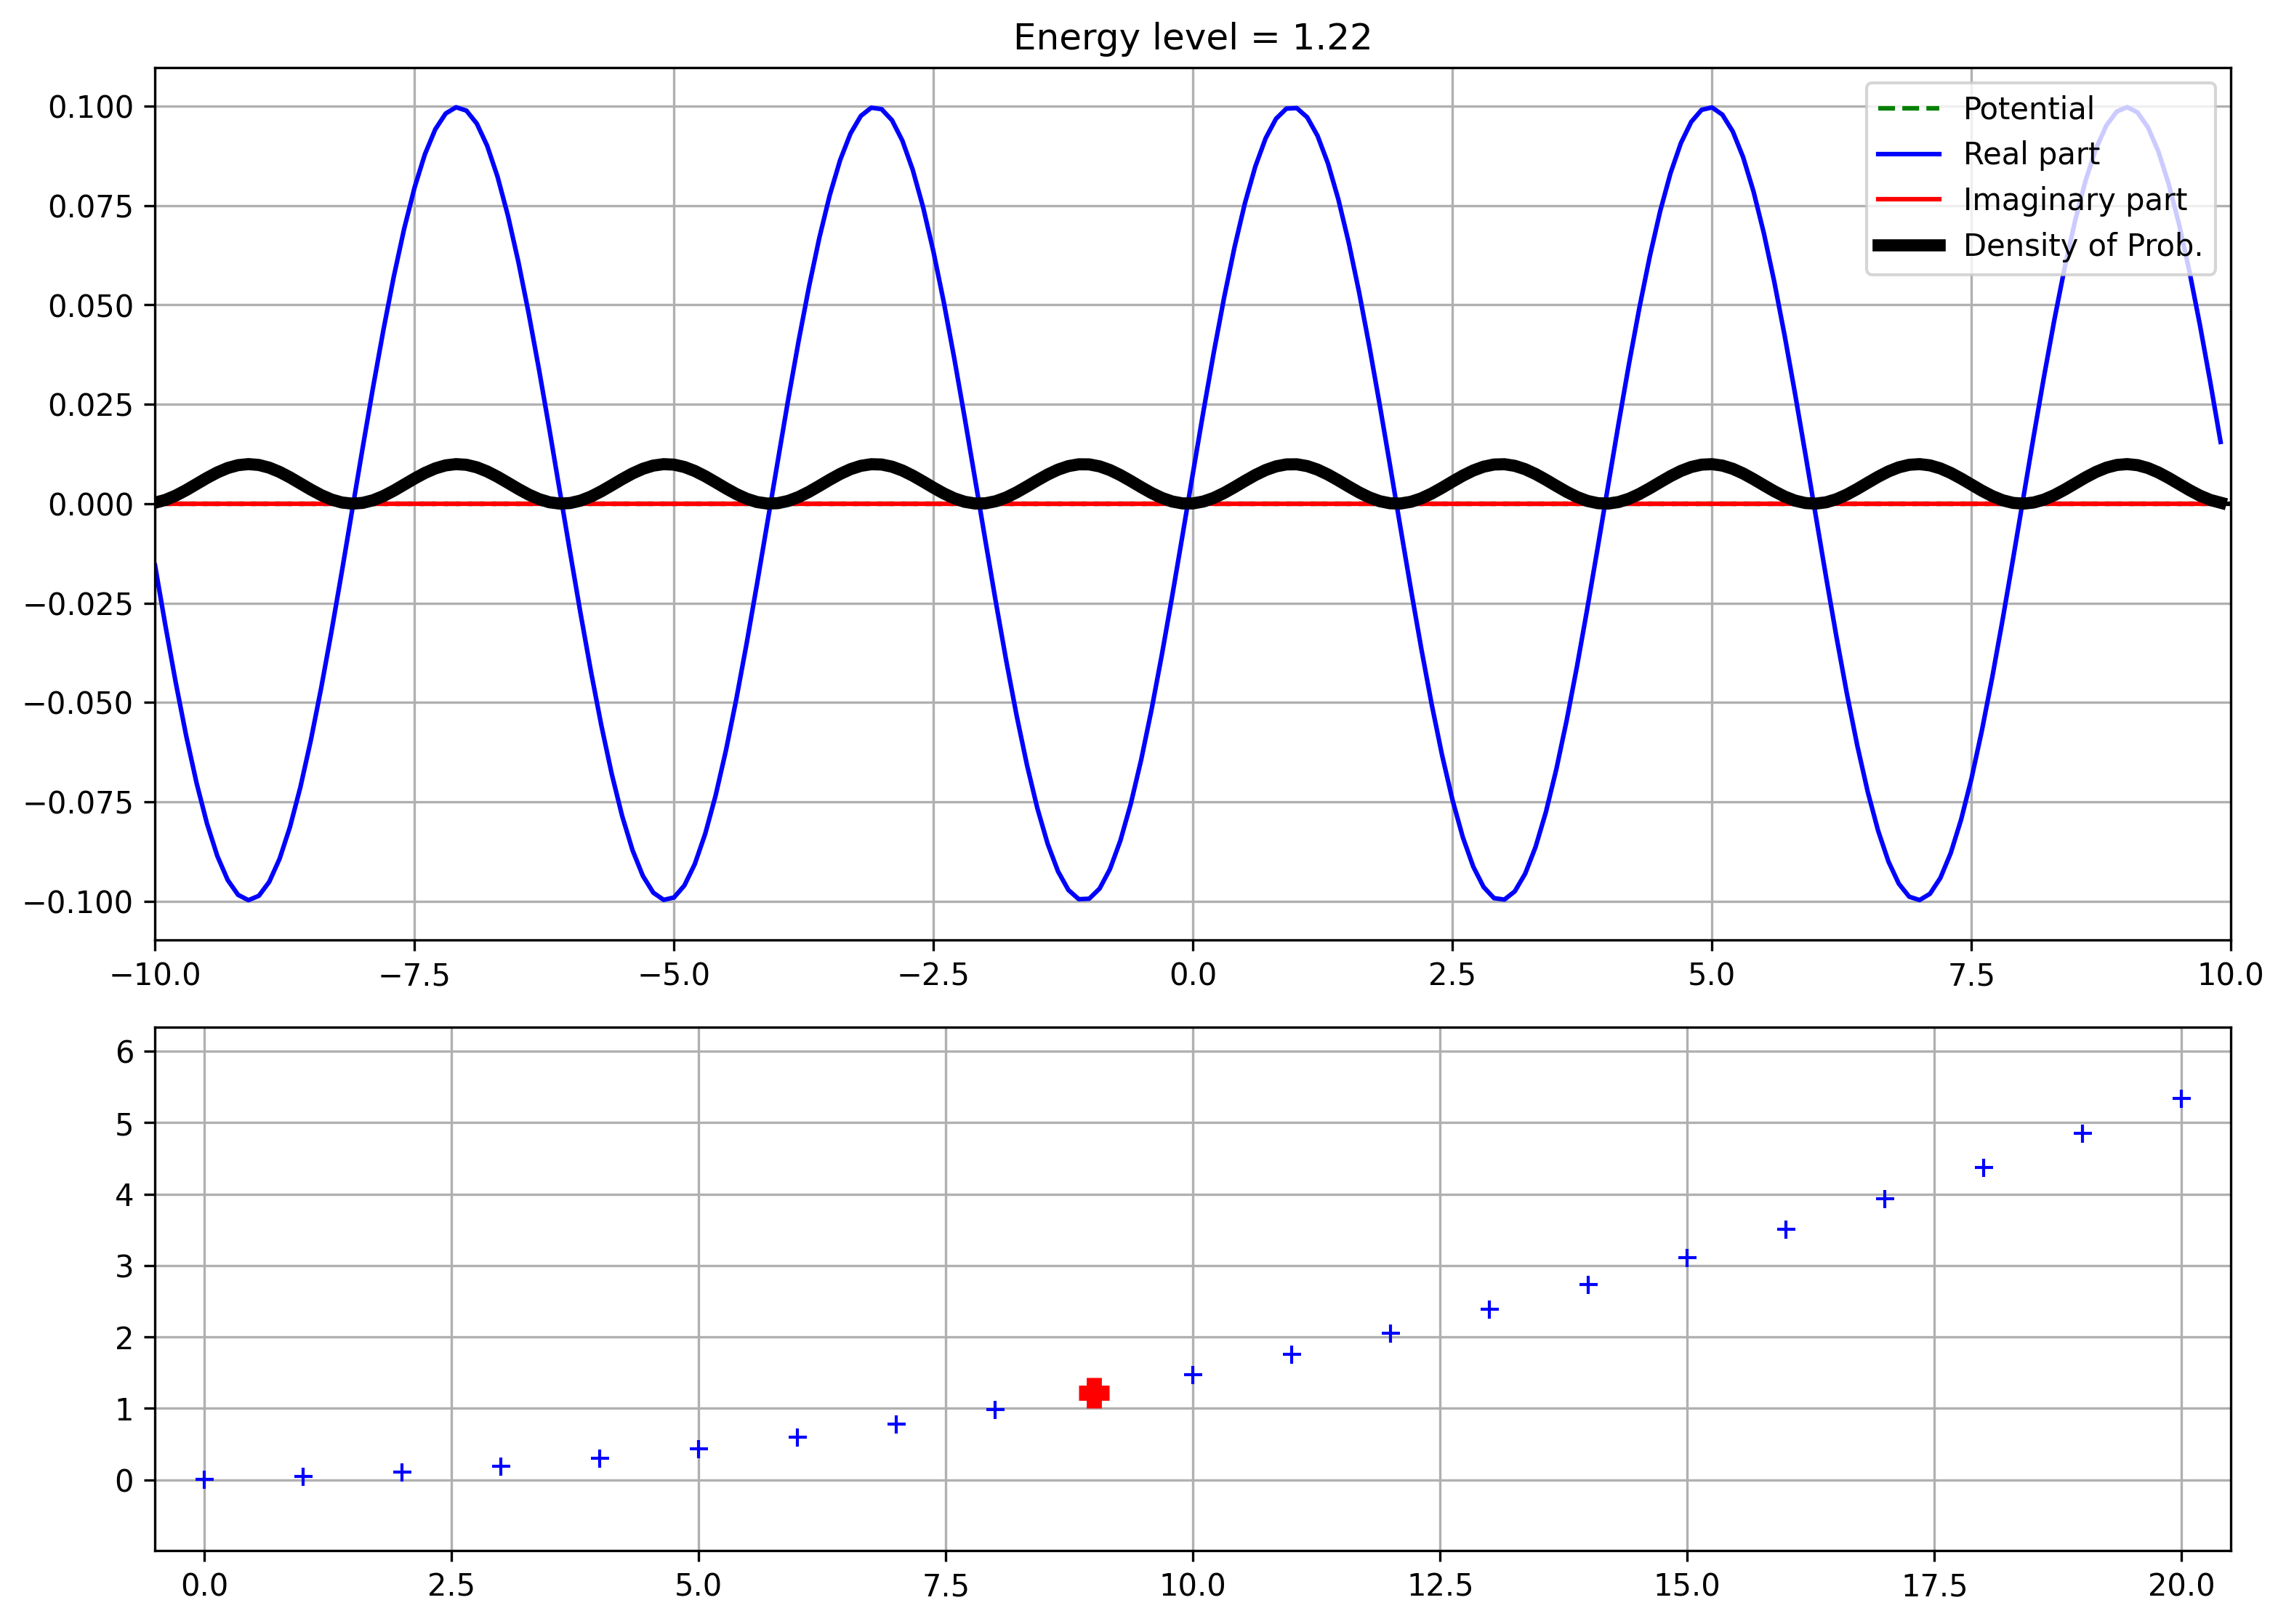 Energy level = 1.22
0.100
0.075
0.050
0.025
0.000
−0.025
−0.050
−0.075
−0.100
Potential
Real part
Imaginary part
Density of Prob.
−10.0 −7.5 −5.0 −2.5 0.0 2.5 5.0 7.5 10.0
6
5
4
3
2
1
0
0.0 2.5 5.0 7.5 10.0 12.5 15.0 17.5 20.0